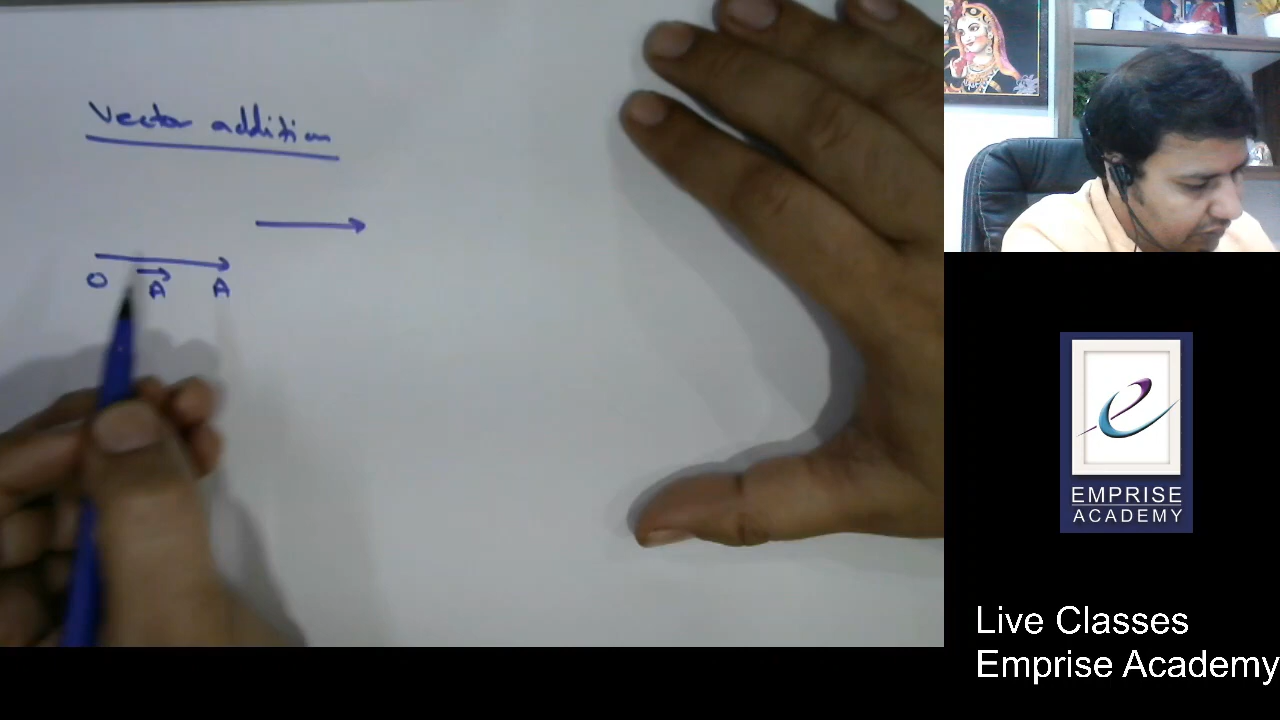 Vector addition
O A A
EMPRISE
ACADEMY
Live Classes
Emprise Academy